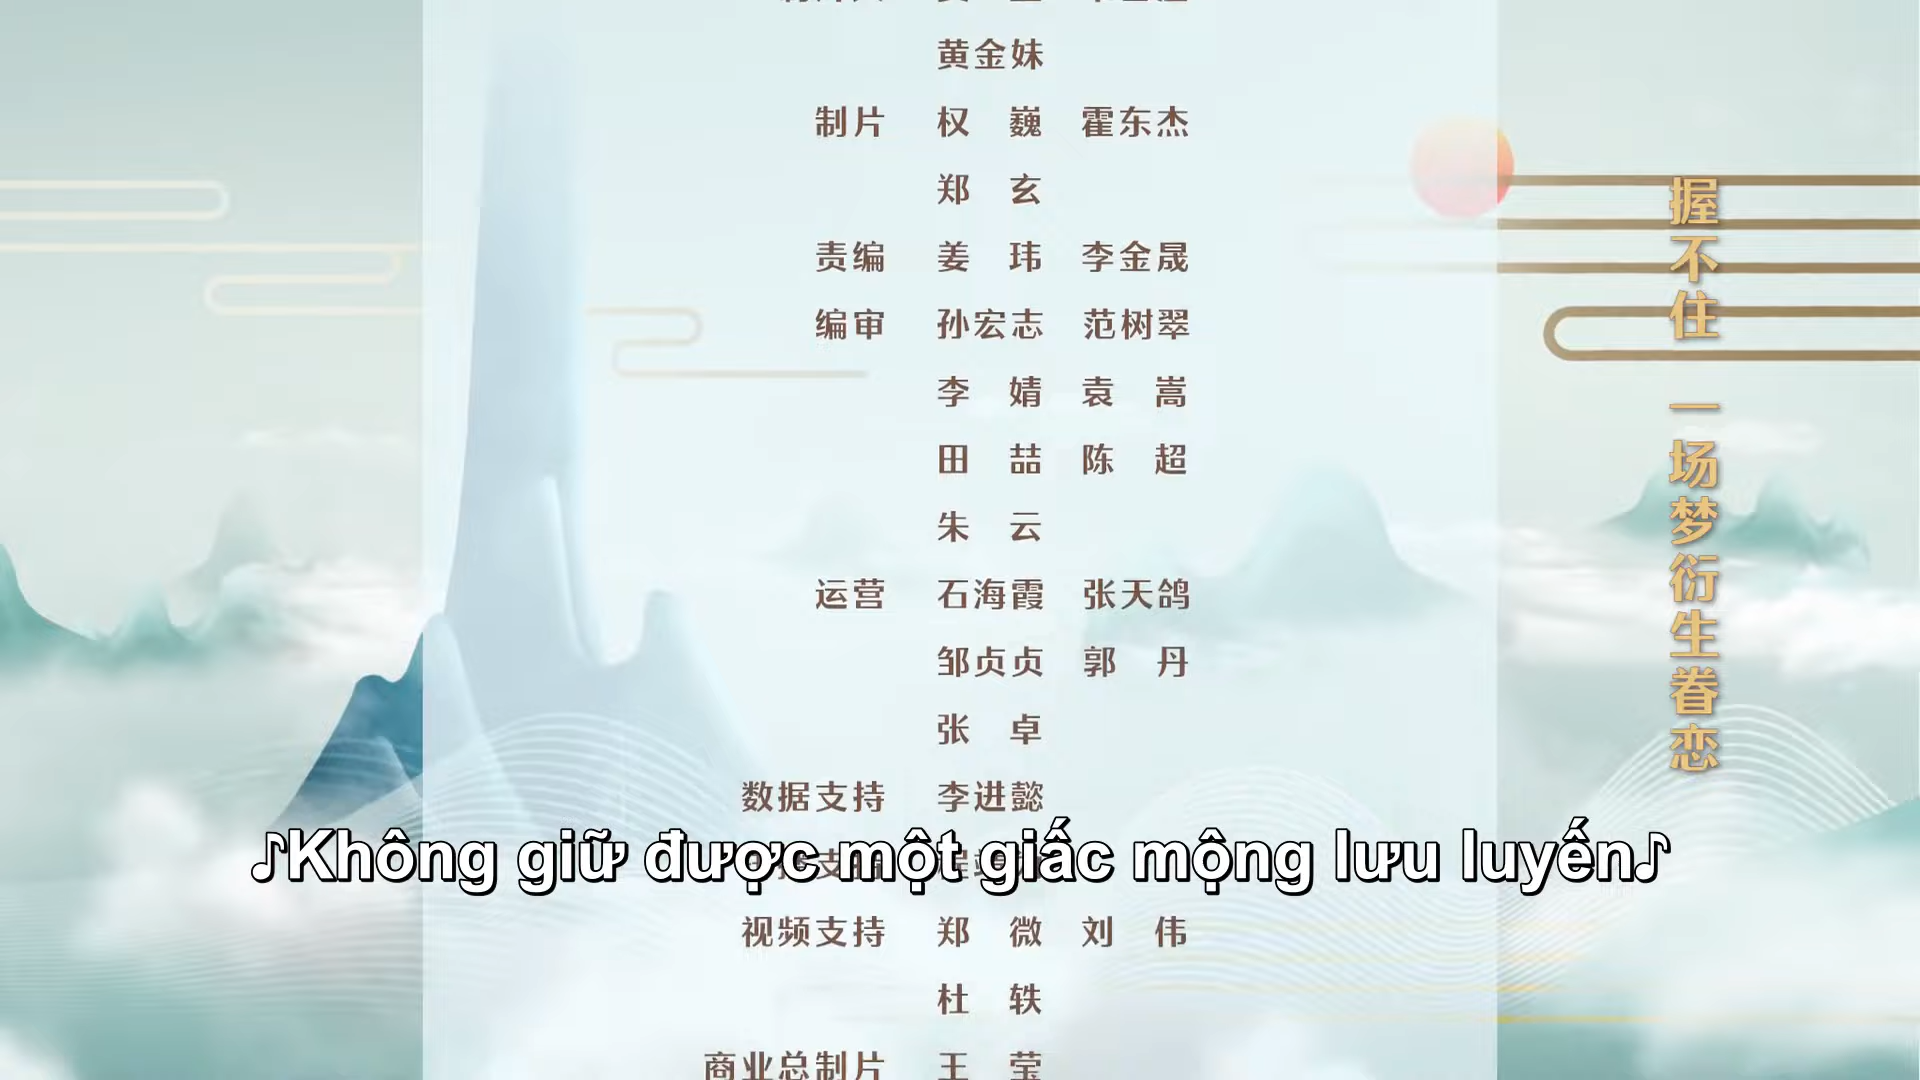 黄金妹
制片 权 巍 霍东杰
郑 玄
责编 姜 玮 李金晟
编审 孙宏志 范树翠
李 婧 袁 嵩
田 喆 陈 超
朱 云
运营 石海霞 张天鸽
邹贞贞 郭 丹
张 卓
数据支持 李进懿
♪Không giữ được một giấc mộng lưu luyến♪
视频支持 郑 微 刘 伟
杜 轶
商业总制片 王 莹
握不住 一场梦衍生眷恋